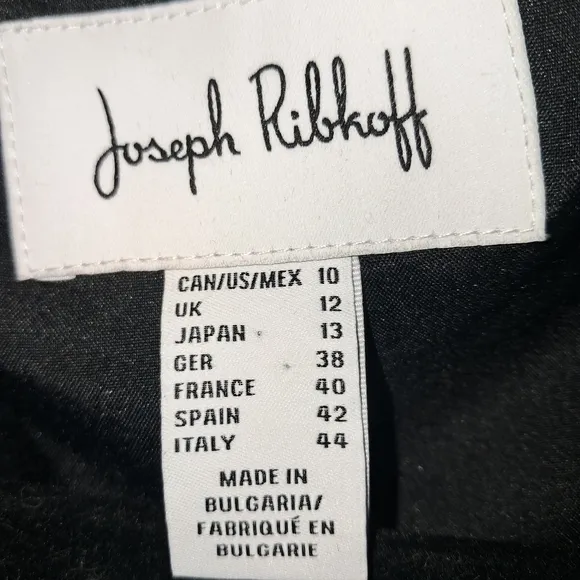 Joseph Ribkoff
CAN/US/MEX 10
UK 12
JAPAN 13
GER 38
FRANCE 40
SPAIN 42
ITALY 44
MADE IN
BULGARIA/
FABRIQUÉ EN
BULGARIE